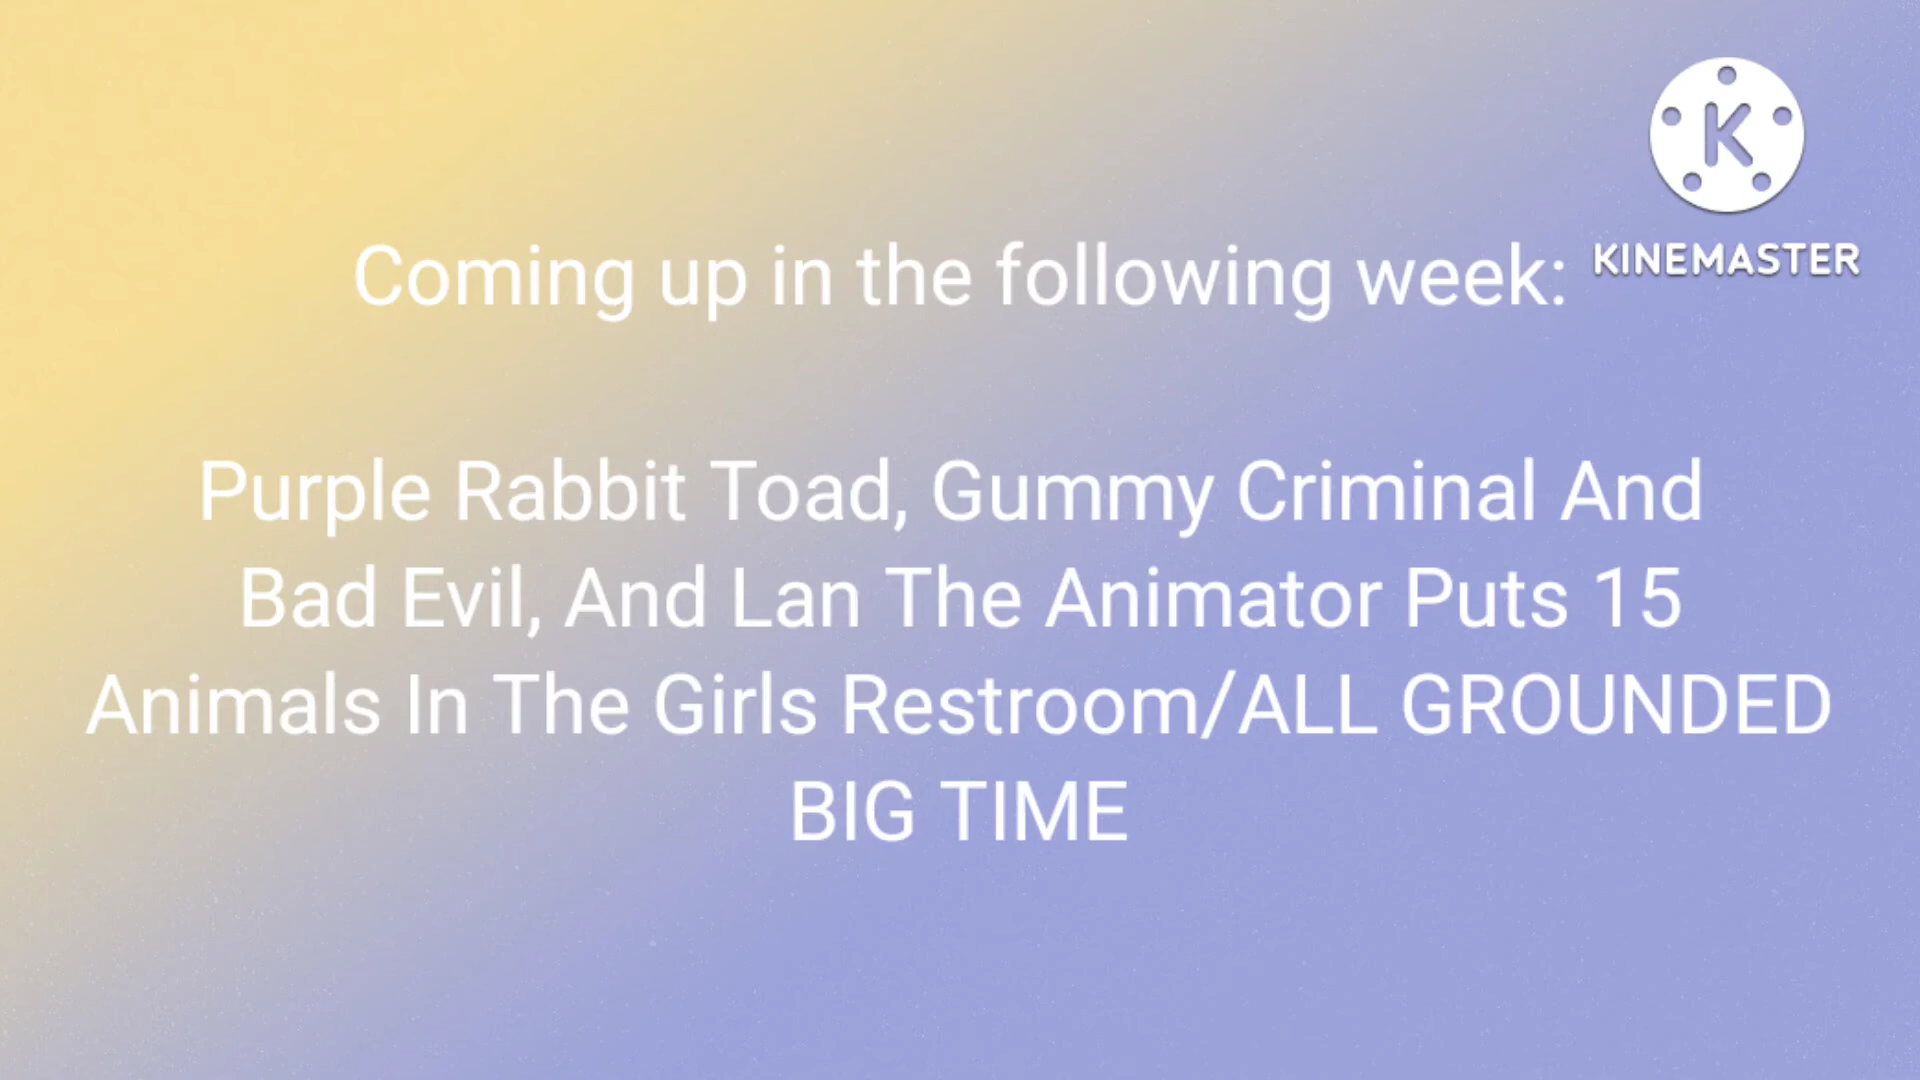 KINEMASTER
Coming up in the following week:
Purple Rabbit Toad, Gummy Criminal And
Bad Evil, And Lan The Animator Puts 15
Animals In The Girls Restroom/ALL GROUNDED
BIG TIME